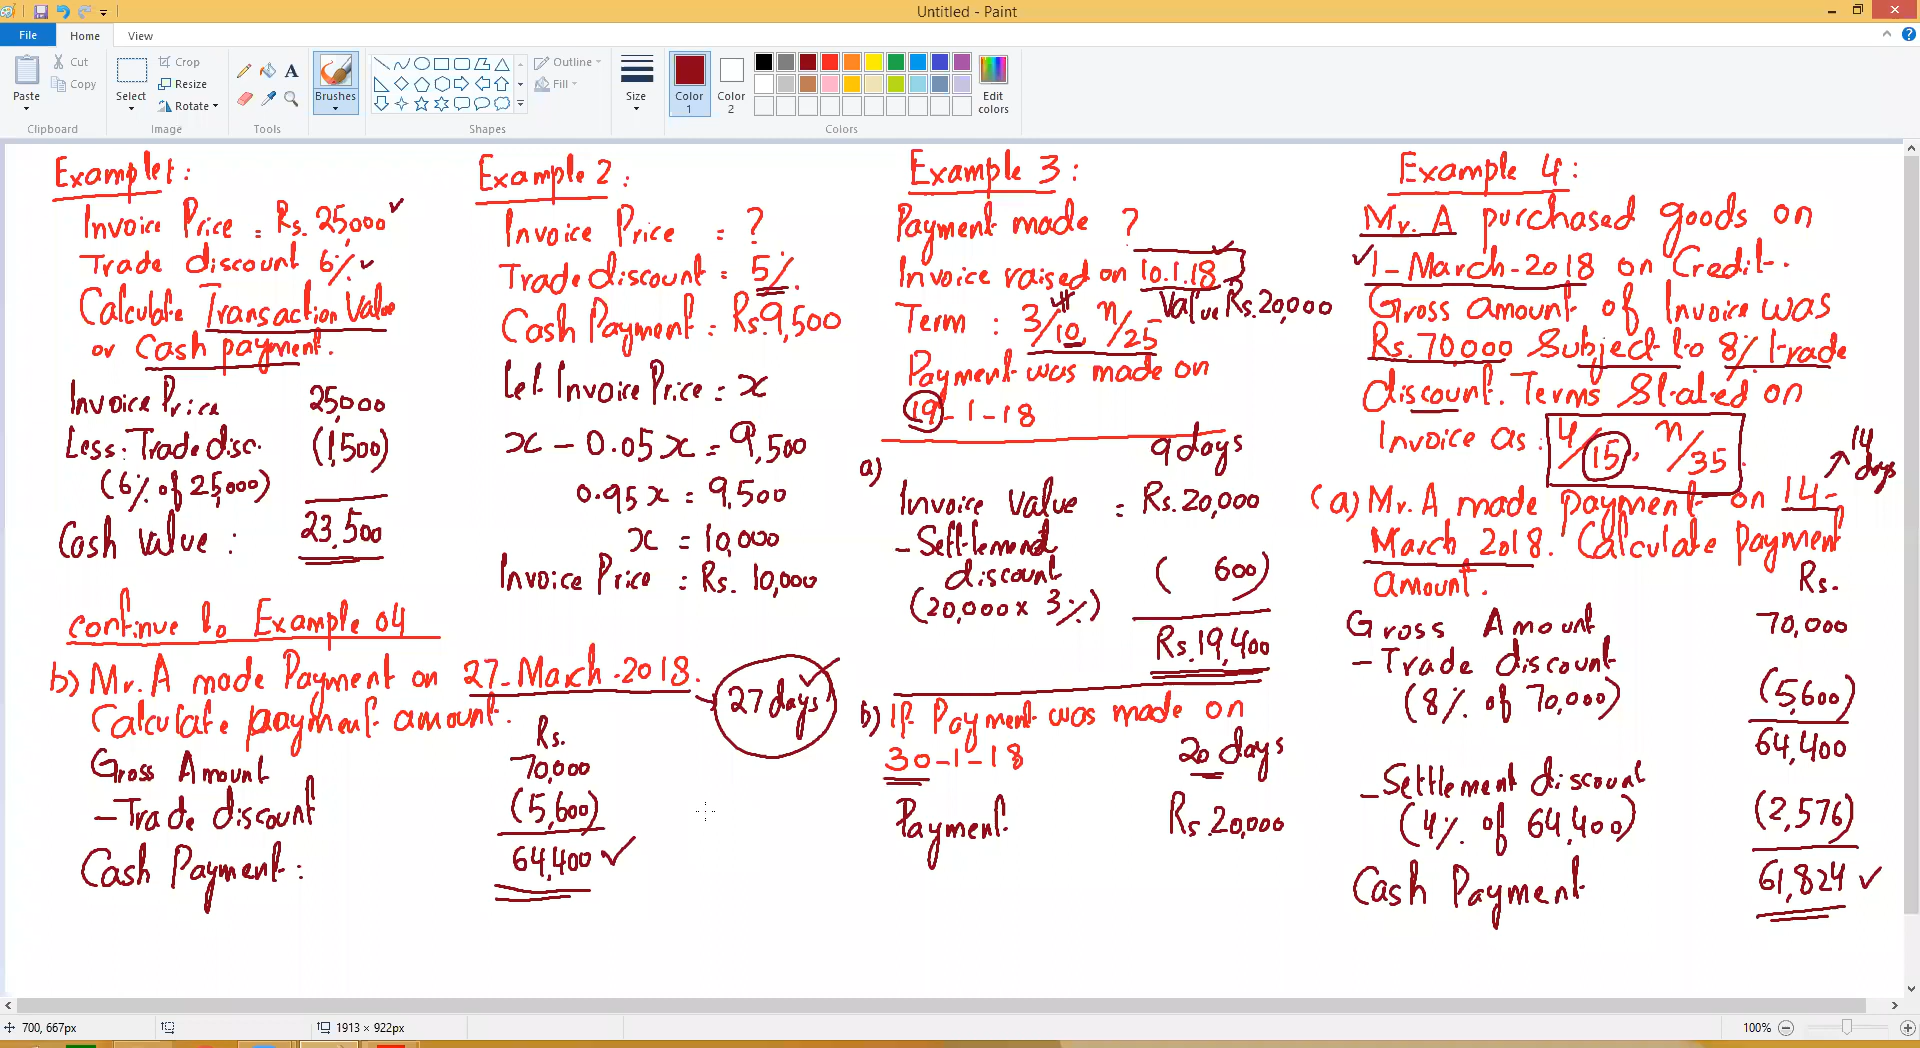 Untitled - Paint
File
Home
View
Paste
Cut
Copy
Clipboard
Select
Crop
Resize
Rotate
Image
Tools
A
Brushes
Shapes
Outline
Fill
Size
Color
1
Color
2
Edit
colors
Colors
Example1:
Invoice Price = Rs. 25,000 ✓
Trade discount 6% ✓
Calculate Transaction Value
or Cash payment.
Invoice Price 25,000
Less: Trade disc. (1,500)
(6% of 25,000)
Cash Value: 23,500
Example 2:
Invoice Price = ?
Trade discount = 5%.
Cash Payment = Rs.9,500
Let Invoice Price = x
x - 0.05x = 9,500
0.95x = 9,500
x = 10,000
Invoice Price = Rs. 10,000
continue to Example 04
b) Mr. A made Payment on 27-March-2018.
27 days ✓
Calculate payment amount.
Rs.
Gross Amount 70,000
- Trade discount (5,600)
Cash Payment: 64,400 ✓
Example 3:
Payment made ?
Invoice raised on 10.1.18
Value Rs.20,000
Term : 3/10, n/25
Payment was made on
19-1-18
9 days
a)
Invoice Value = Rs.20,000
- Settlement
discount (600)
(20,000 x 3%)
Rs.19,400
b) If Payment was made on
30-1-18 20 days
Payment Rs.20,000
Example 4:
Mr. A purchased goods on
✓1-March-2018 on Credit.
Gross amount of Invoice was
Rs.70,000 Subject to 8% trade
discount. Terms Stated on
Invoice as: 4/15, n/35
14
days
(a) Mr. A made payment on 14-
March 2018. Calculate Payment
amount.
Rs.
Gross Amount 70,000
- Trade discount
(8% of 70,000) (5,600)
64,400
- Settlement discount
(4% of 64,400) (2,576)
Cash Payment 61,824 ✓
700, 667px
1913 × 922px
100%